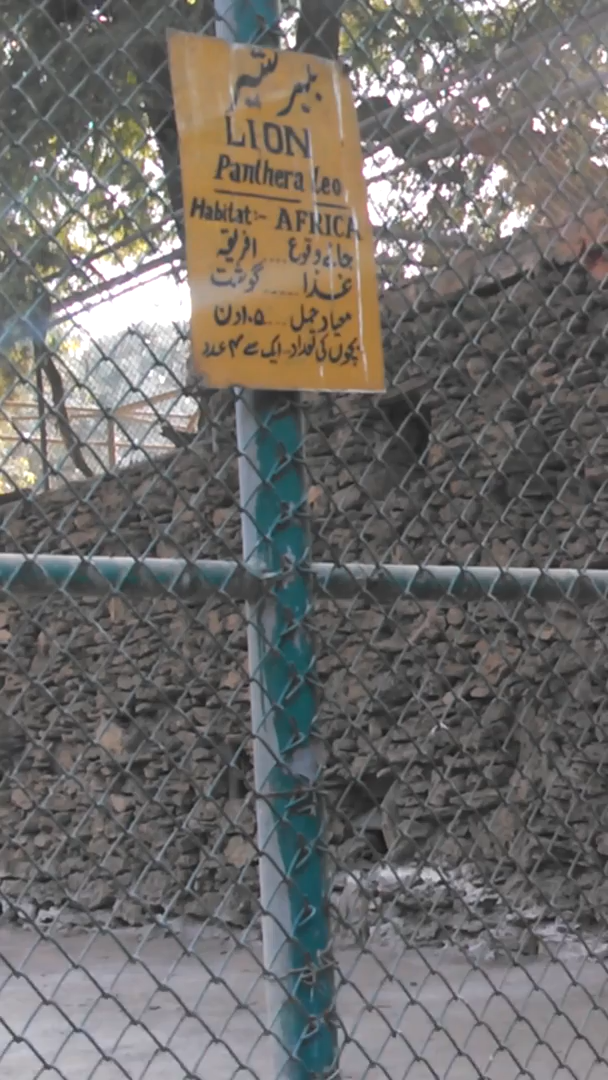 ببر شیر
LION
Panthera Leo
Habitat:- AFRICA
جائے وقوع .... افریقہ
غذا ...... گوشت
میعاد حمل .... ۱۰۵ دن
بچوں کی تعداد .. ایک سے ۴ عدد